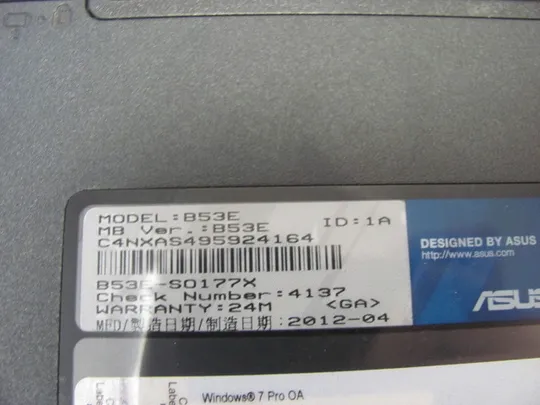 MODEL:B53E
MB Ver.:B53E
ID:1A
C4NXAS495924164
B53E-SO177X
Check Number:4137
WARRANTY:24M <GA>
MFD/製造日期/制造日期:2012-04
DESIGNED BY ASUS
http://www.asus.com
ASUS
Windows® 7 Pro OA